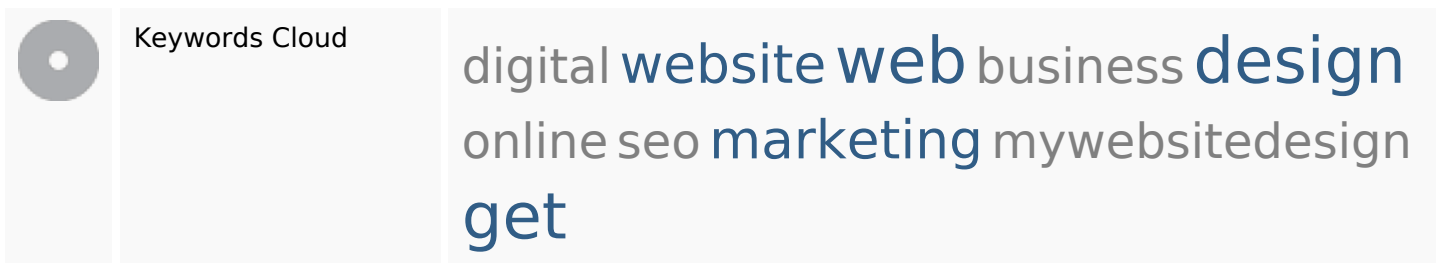 Keywords Cloud
digital website web business design
online seo marketing mywebsitedesign
get